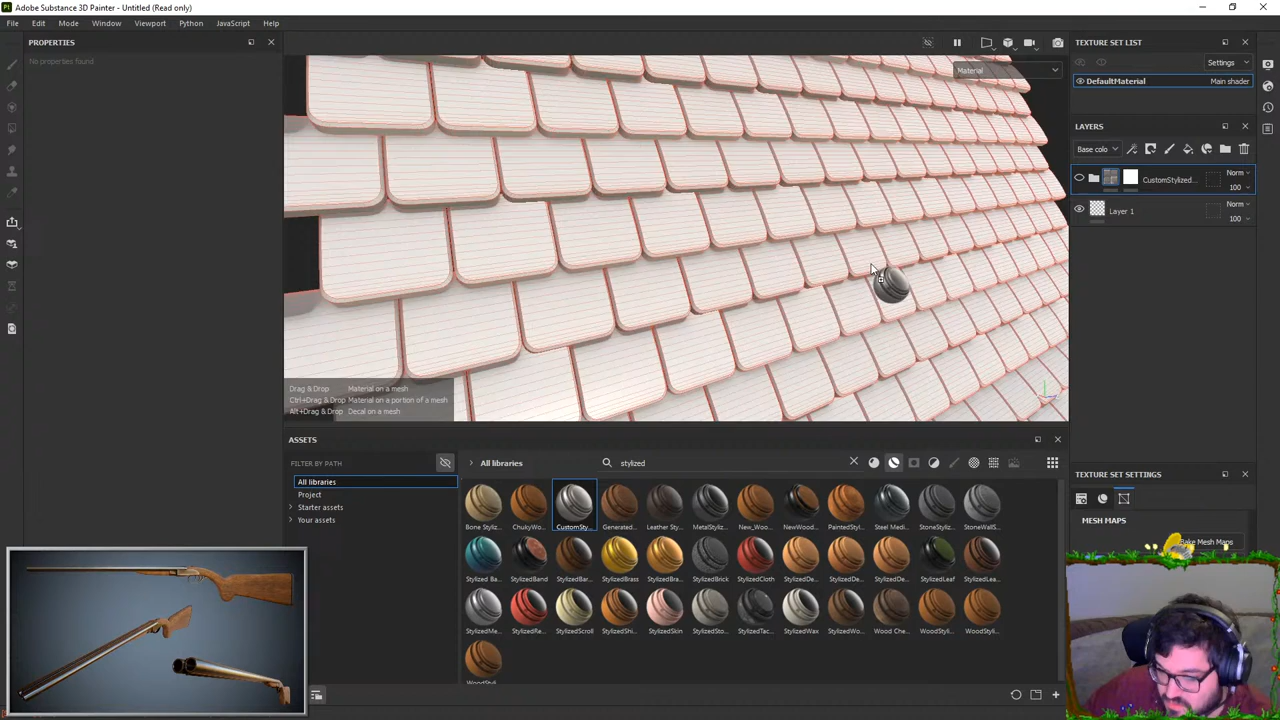 Adobe Substance 3D Painter - Untitled (Read only)
File Edit Mode Window Viewport Python JavaScript Help
PROPERTIES
No properties found
Material
Drag & Drop Material on a mesh
Ctrl+Drag & Drop Material on a portion of a mesh
Alt+Drag & Drop Decal on a mesh
TEXTURE SET LIST
Settings
DefaultMaterial Main shader
LAYERS
Base colo
CustomStylized... Norm
100
Layer 1 Norm
100
TEXTURE SET SETTINGS
MESH MAPS
Bake Mesh Maps
ASSETS
FILTER BY PATH
All libraries
Project
Starter assets
Your assets
All libraries stylized
Bone Styliz... ChukyWo... CustomSty... Generated... Leather Sty... MetalStyliz... New_Woo... NewWood... PaintedStyl... Steel Medi... StoneStyliz... StoneWallS...
Stylized Ba... StylizedBand StylizedBar... StylizedBrass StylizedBra... StylizedBrick StylizedCloth StylizedDe... StylizedDe... StylizedDe... StylizedLeaf StylizedLea...
StylizedMe... StylizedRe... StylizedScroll StylizedShi... StylizedSkin StylizedSto... StylizedTac... StylizedWax StylizedWo... Wood Che... WoodStyli... WoodStyli...
WoodStyli...